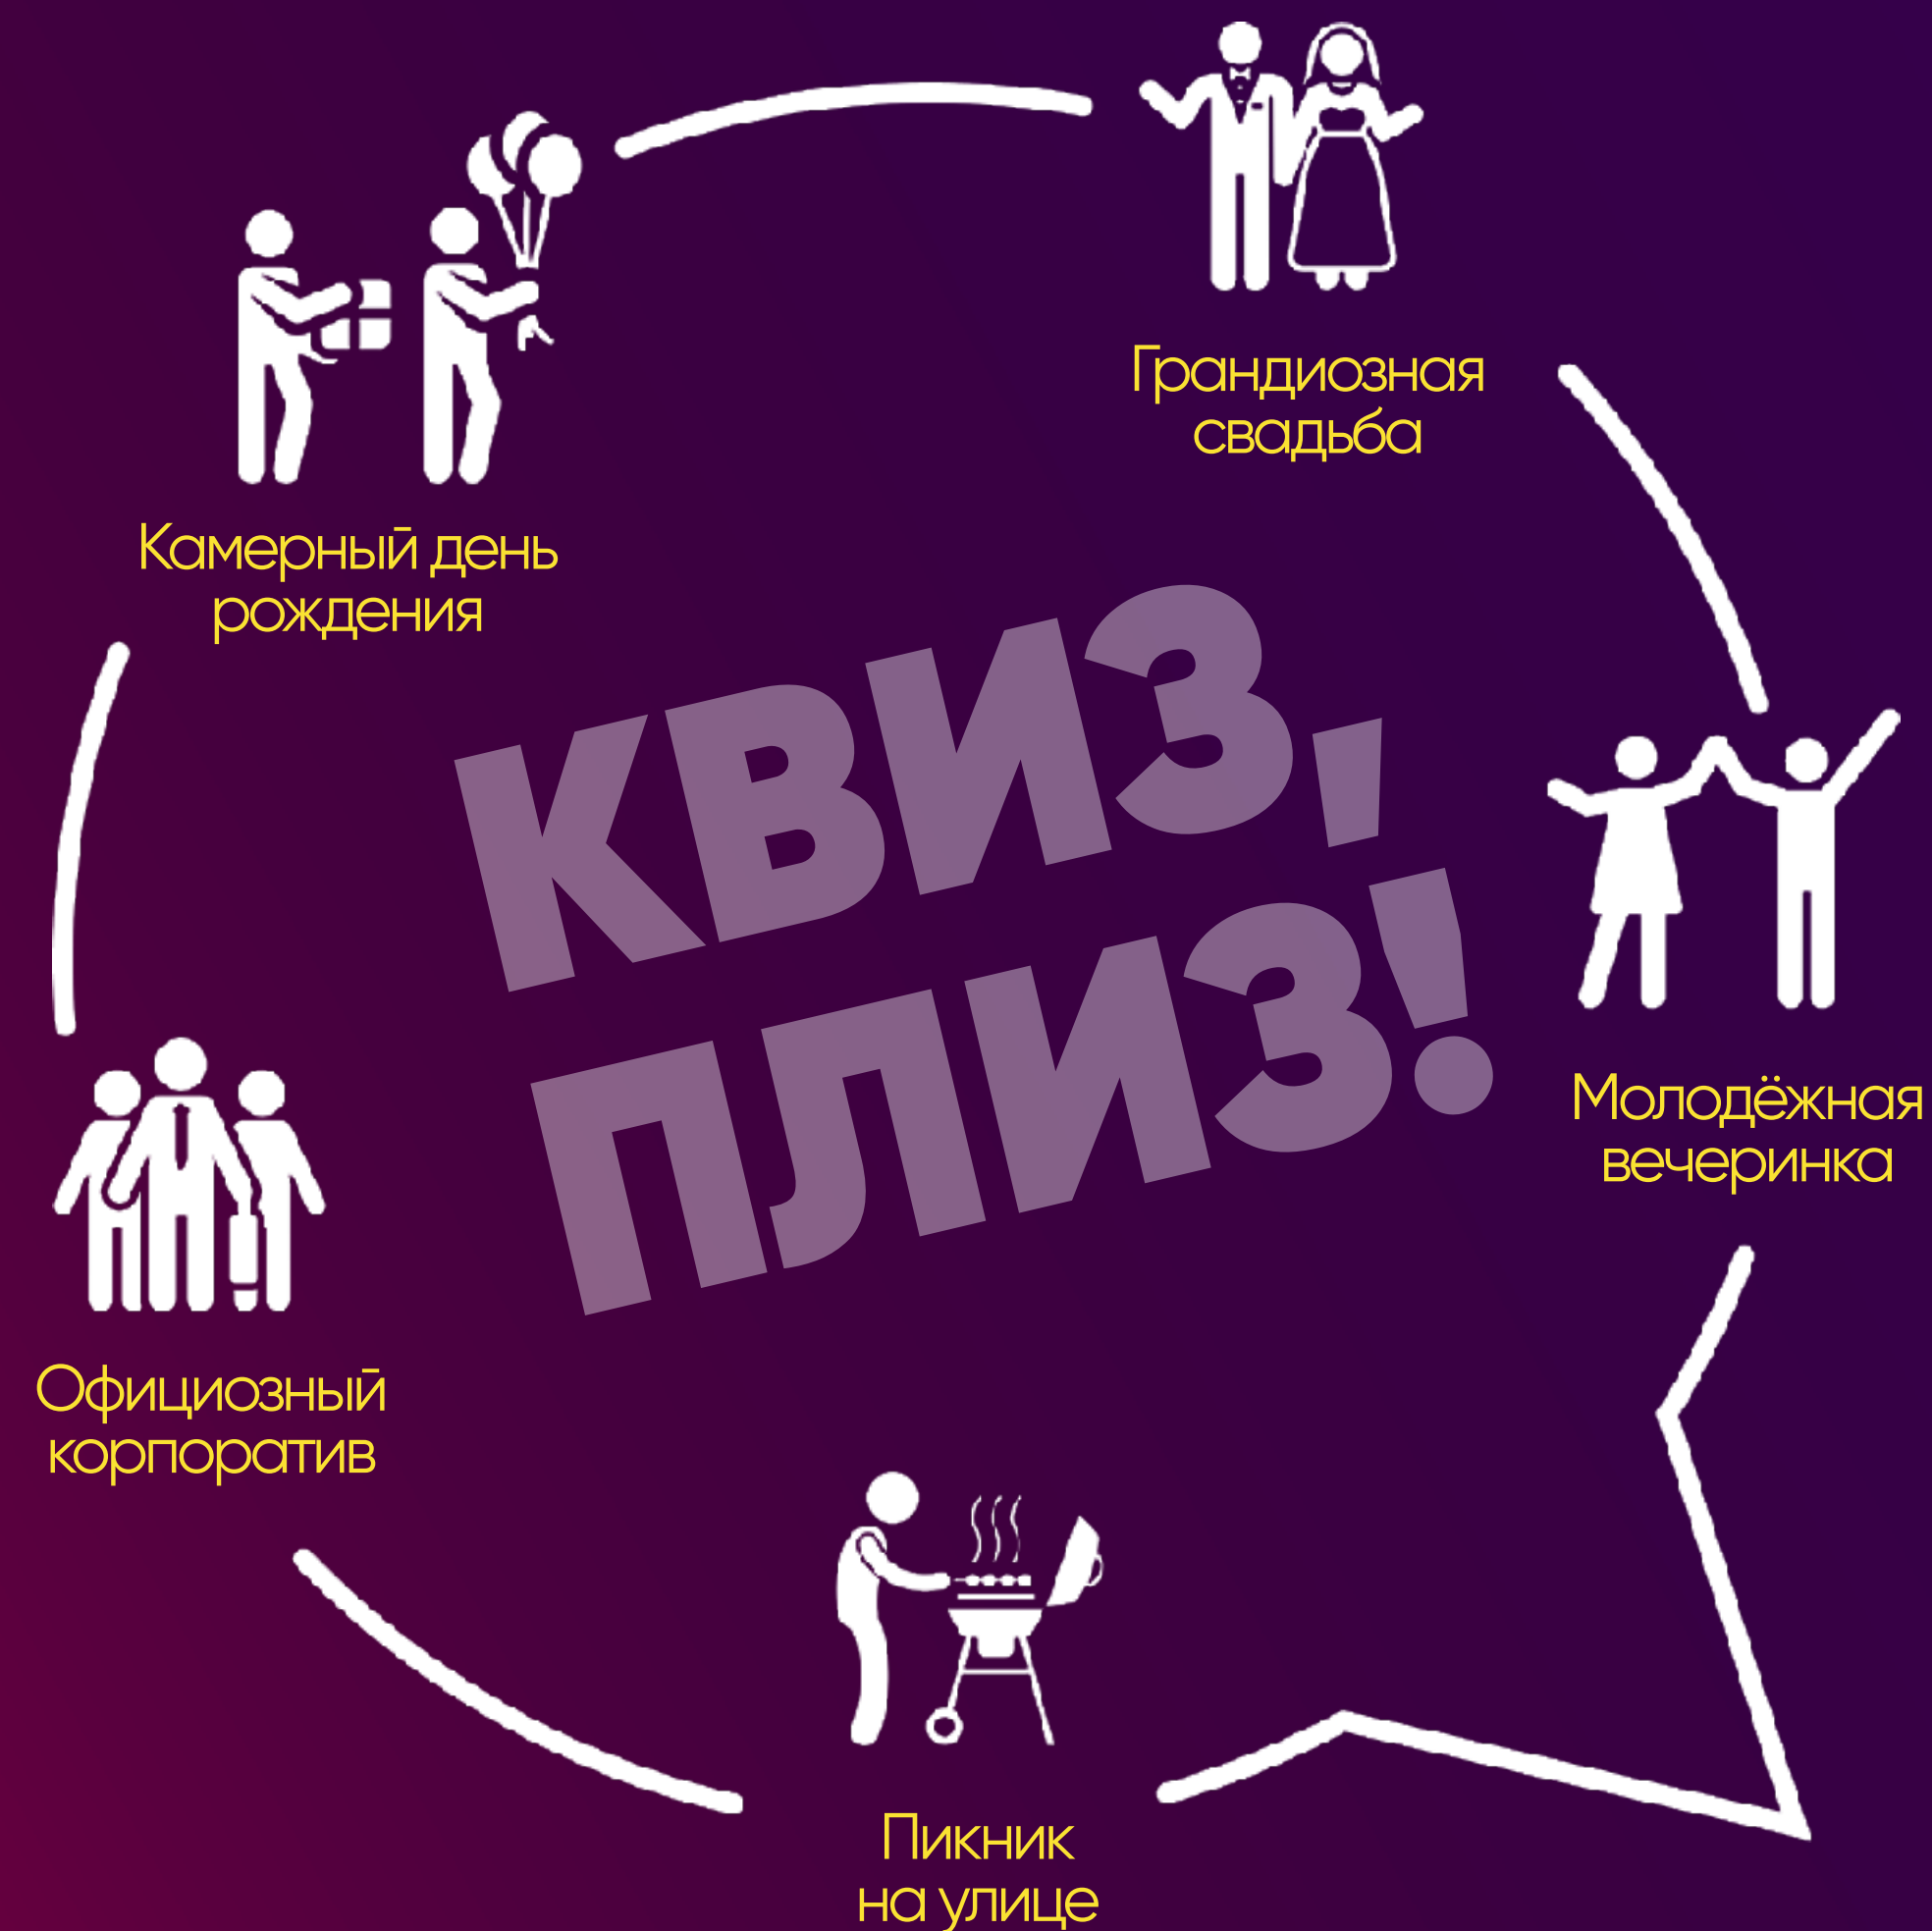 Грандиозная
свадьба
Камерный день
рождения
КВИЗ,
ПЛИЗ!
Молодёжная
вечеринка
Официозный
корпоратив
Пикник
на улице